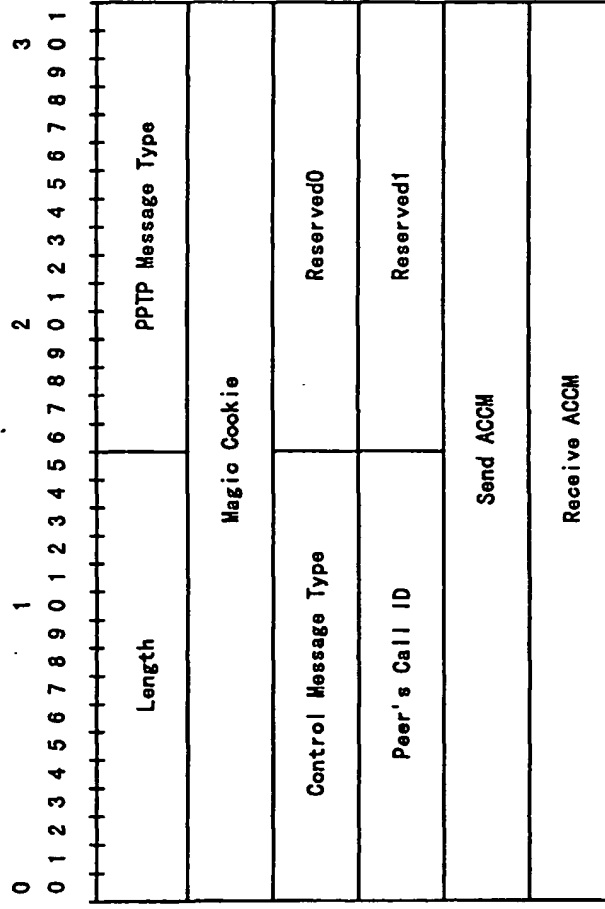 0 1 2 3
0 1 2 3 4 5 6 7 8 9 0 1 2 3 4 5 6 7 8 9 0 1 2 3 4 5 6 7 8 9 0 1
Length PPTP Message Type
Magic Cookie
Control Message Type Reserved0
Peer's Call ID Reserved1
Send ACCM
Receive ACCM